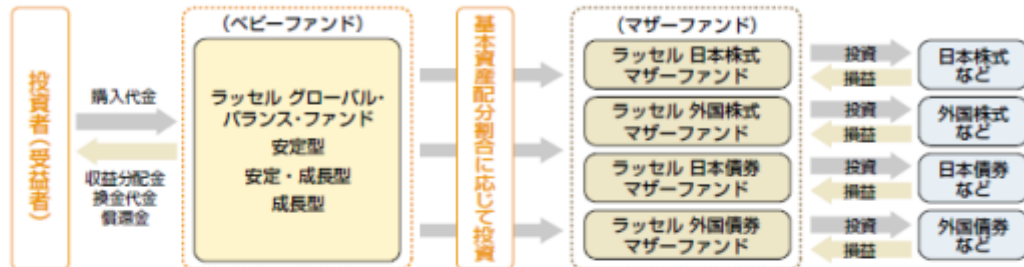 投資者(受益者)
購入代金
収益分配金
換金代金
償還金
(ベビーファンド)
ラッセル グローバル・
バランス・ファンド
安定型
安定・成長型
成長型
基本資産配分割合に応じて投資
(マザーファンド)
ラッセル 日本株式
マザーファンド
投資
損益
日本株式
など
ラッセル 外国株式
マザーファンド
投資
損益
外国株式
など
ラッセル 日本債券
マザーファンド
投資
損益
日本債券
など
ラッセル 外国債券
マザーファンド
投資
損益
外国債券
など